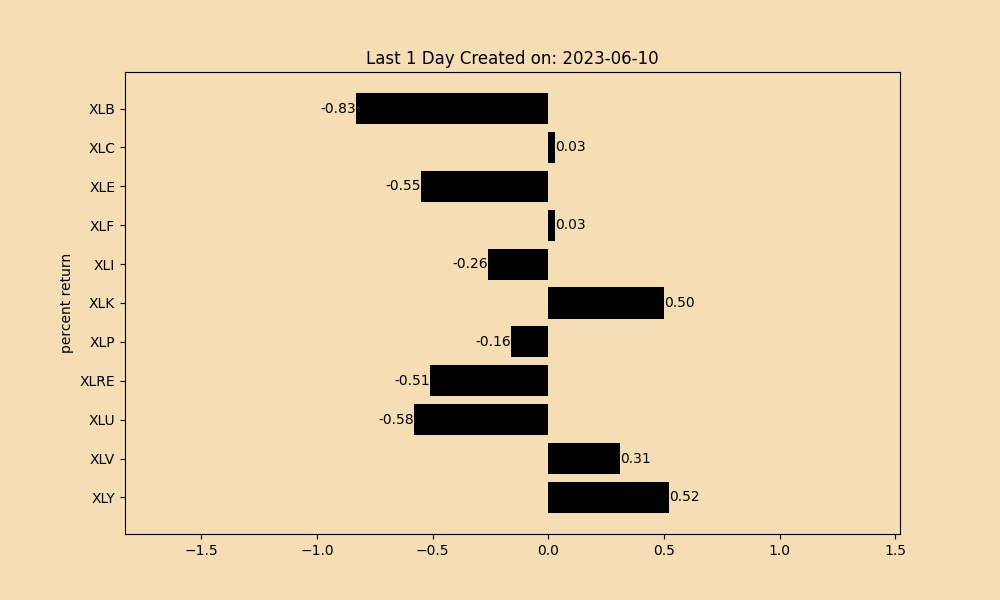 Last 1 Day Created on: 2023-06-10
percent return
XLB -0.83
XLC 0.03
XLE -0.55
XLF 0.03
XLI -0.26
XLK 0.50
XLP -0.16
XLRE -0.51
XLU -0.58
XLV 0.31
XLY 0.52
−1.5 −1.0 −0.5 0.0 0.5 1.0 1.5